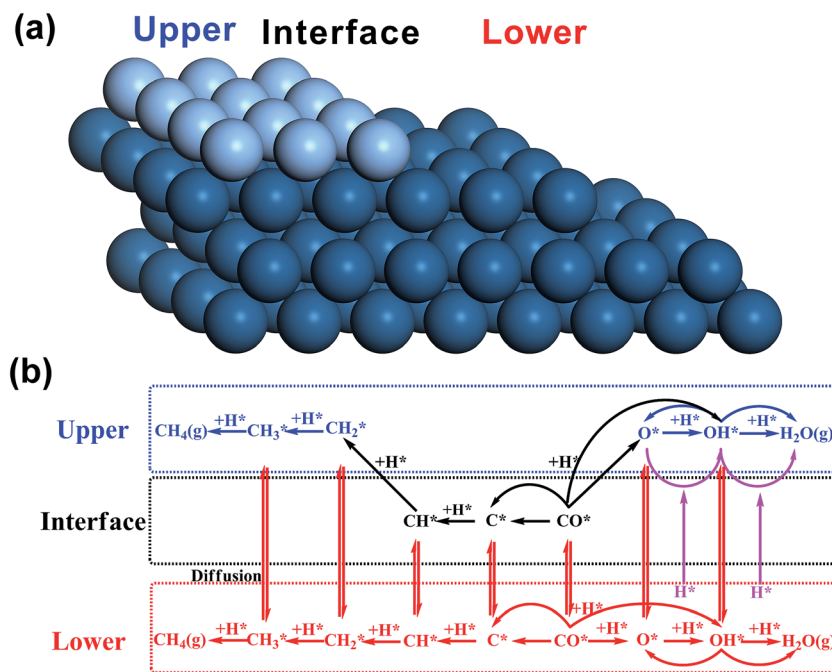 (a)
Upper Interface Lower
(b)
Upper
CH₄(g) +H* CH₃* +H* CH₂*
O* +H* OH* +H* H₂O(g)
+H* +H*
Interface
CH* +H* C* CO*
Diffusion
H* H*
+H*
Lower
CH₄(g) +H* CH₃* +H* CH₂* +H* CH* +H* C* CO* +H* O* +H* OH* +H* H₂O(g)